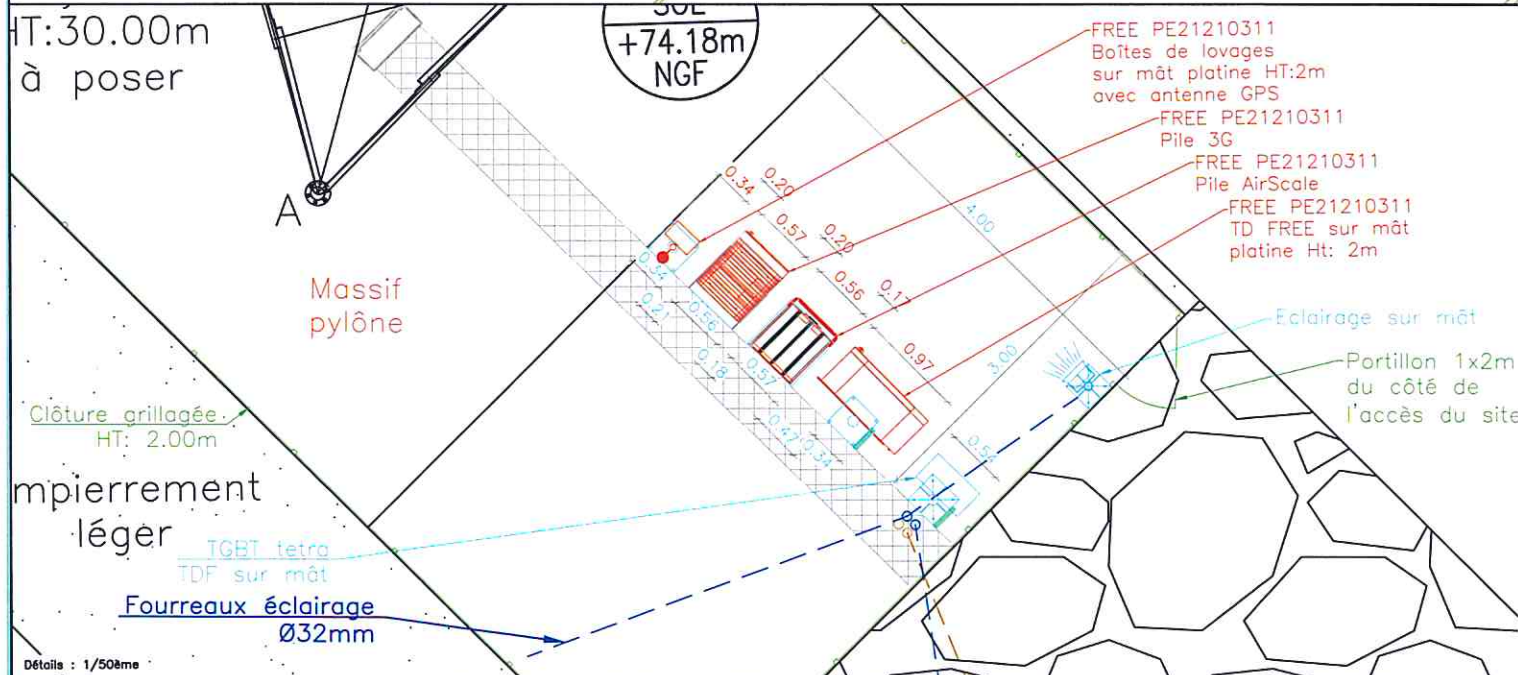 HT:30.00m
à poser
SOL
+74.18m
NGF
FREE PE21210311
Boîtes de lovages
sur mât platine HT:2m
avec antenne GPS
FREE PE21210311
Pile 3G
FREE PE21210311
Pile AirScale
FREE PE21210311
TD FREE sur mât
platine Ht: 2m
A
0.34
0.20
0.57
0.20
0.56
0.17
0.97
4.00
3.00
0.34
0.56
0.21
0.57
0.18
0.47
0.34
Massif
pylône
Eclairage sur mât
Portillon 1x2m
du côté de
l'accès du site
Clôture grillagée
HT: 2.00m
mpierrement
léger
TGBT tetra
TDF sur mât
Fourreaux éclairage
Ø32mm
Détails : 1/50ème